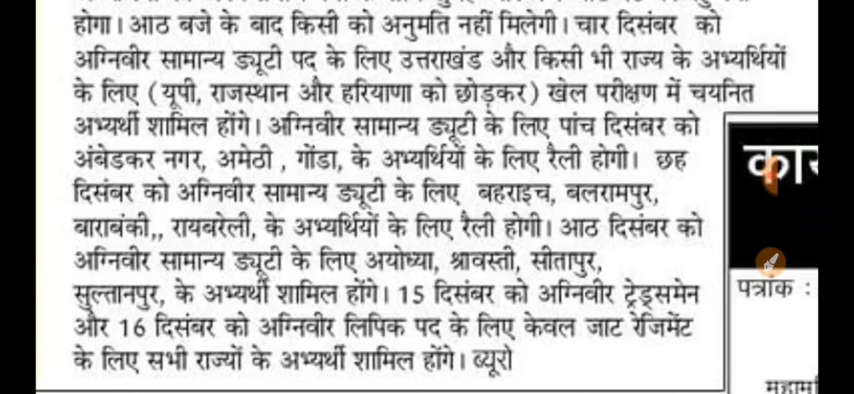 होगा। आठ बजे के बाद किसी को अनुमति नहीं मिलेगी। चार दिसंबर को
अग्निवीर सामान्य ड्यूटी पद के लिए उत्तराखंड और किसी भी राज्य के अभ्यर्थियों
के लिए (यूपी, राजस्थान और हरियाणा को छोड़कर) खेल परीक्षण में चयनित
अभ्यर्थी शामिल होंगे। अग्निवीर सामान्य ड्यूटी के लिए पांच दिसंबर को
अंबेडकर नगर, अमेठी , गोंडा, के अभ्यर्थियों के लिए रैली होगी। छह
दिसंबर को अग्निवीर सामान्य ड्यूटी के लिए बहराइच, बलरामपुर,
बाराबंकी,, रायबरेली, के अभ्यर्थियों के लिए रैली होगी। आठ दिसंबर को
अग्निवीर सामान्य ड्यूटी के लिए अयोध्या, श्रावस्ती, सीतापुर,
सुल्तानपुर, के अभ्यर्थी शामिल होंगे। 15 दिसंबर को अग्निवीर ट्रेड्समेन
और 16 दिसंबर को अग्निवीर लिपिक पद के लिए केवल जाट रेजिमेंट
के लिए सभी राज्यों के अभ्यर्थी शामिल होंगे। ब्यूरो
पत्रांक :